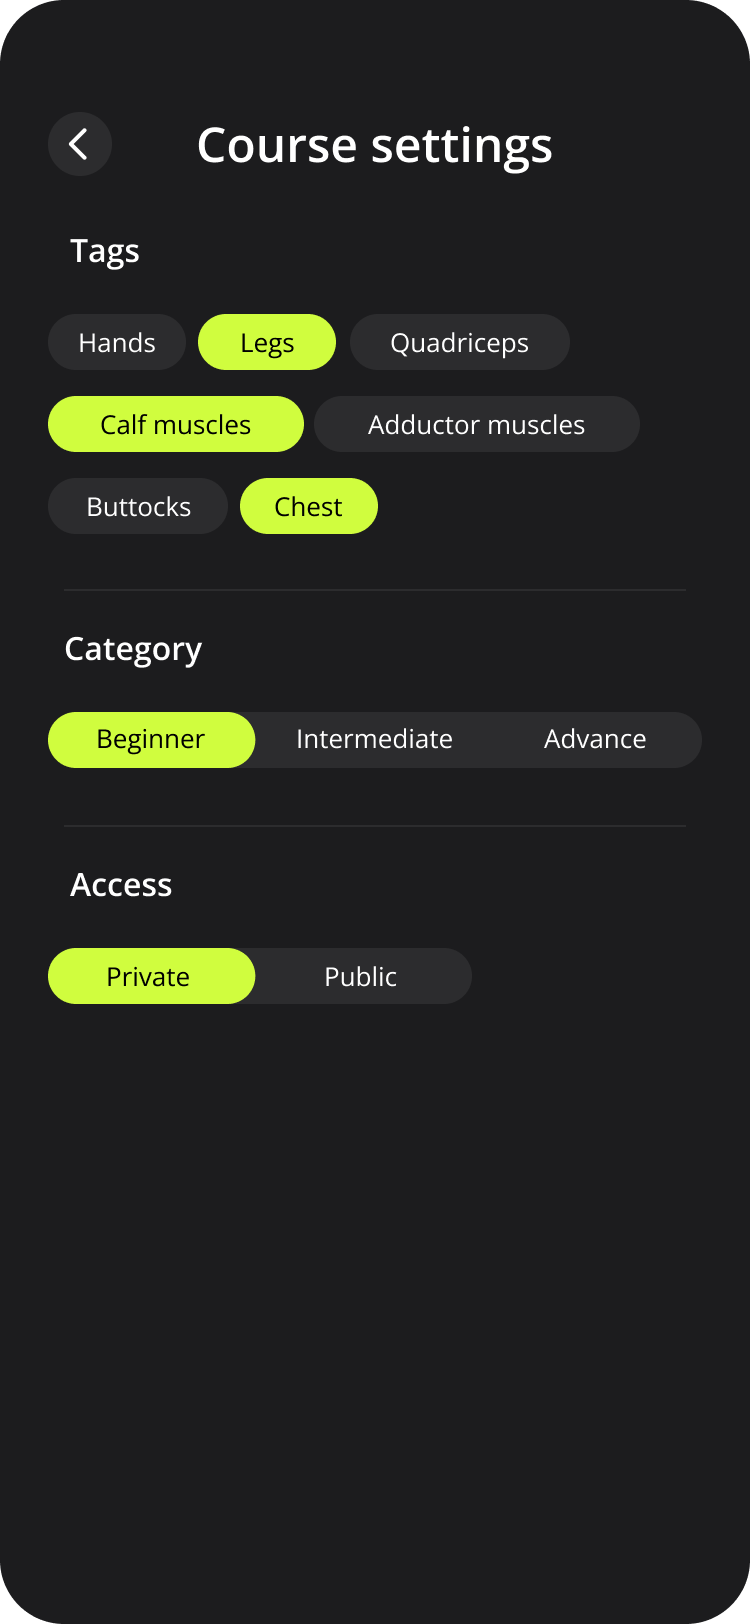 Course settings
Tags
Hands Legs Quadriceps
Calf muscles Adductor muscles
Buttocks Chest
Category
Beginner Intermediate Advance
Access
Private Public